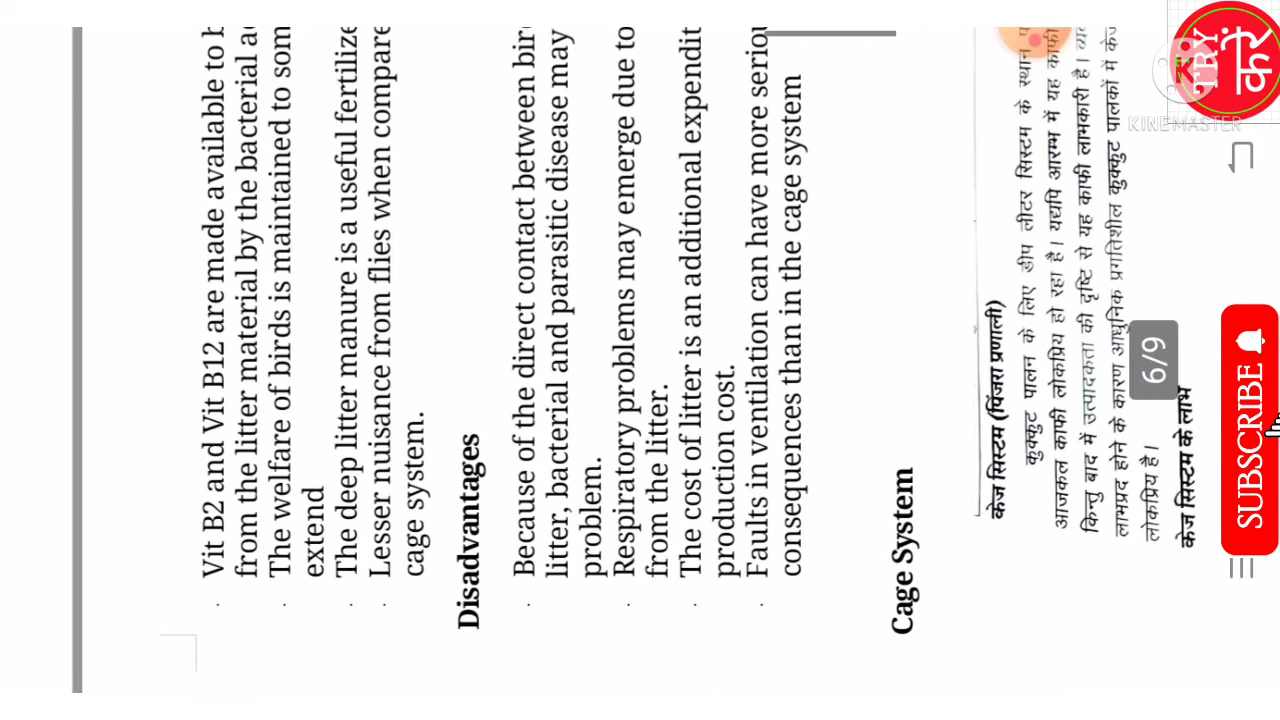 Vit B2 and Vit B12 are made available to
from the litter material by the bacterial
The welfare of birds is maintained to som
extend
The deep litter manure is a useful fertilize
Lesser nuisance from flies when compare
cage system.
Disadvantages
Because of the direct contact between bir
litter, bacterial and parasitic disease may
problem.
Respiratory problems may emerge due to
from the litter.
The cost of litter is an additional expendit
production cost.
Faults in ventilation can have more seriou
consequences than in the cage system
Cage System
केज सिस्टम (पिंजरा प्रणाली)
कुक्कुट पालन के लिए डीप लीटर सिस्टम के स्थान
आजकल काफी लोकप्रिय हो रहा है। यद्यपि आरम्भ में यह काफी
किन्तु बाद में उत्पादकता की दृष्टि से यह काफी लाभकारी है।
लाभप्रद होने के कारण आधुनिक प्रगतिशील कुक्कुट पालकों में केज
लोकप्रिय है।
केज सिस्टम के लाभ
6/9
TRY
करे
KINEMASTER
SUBSCRIBE